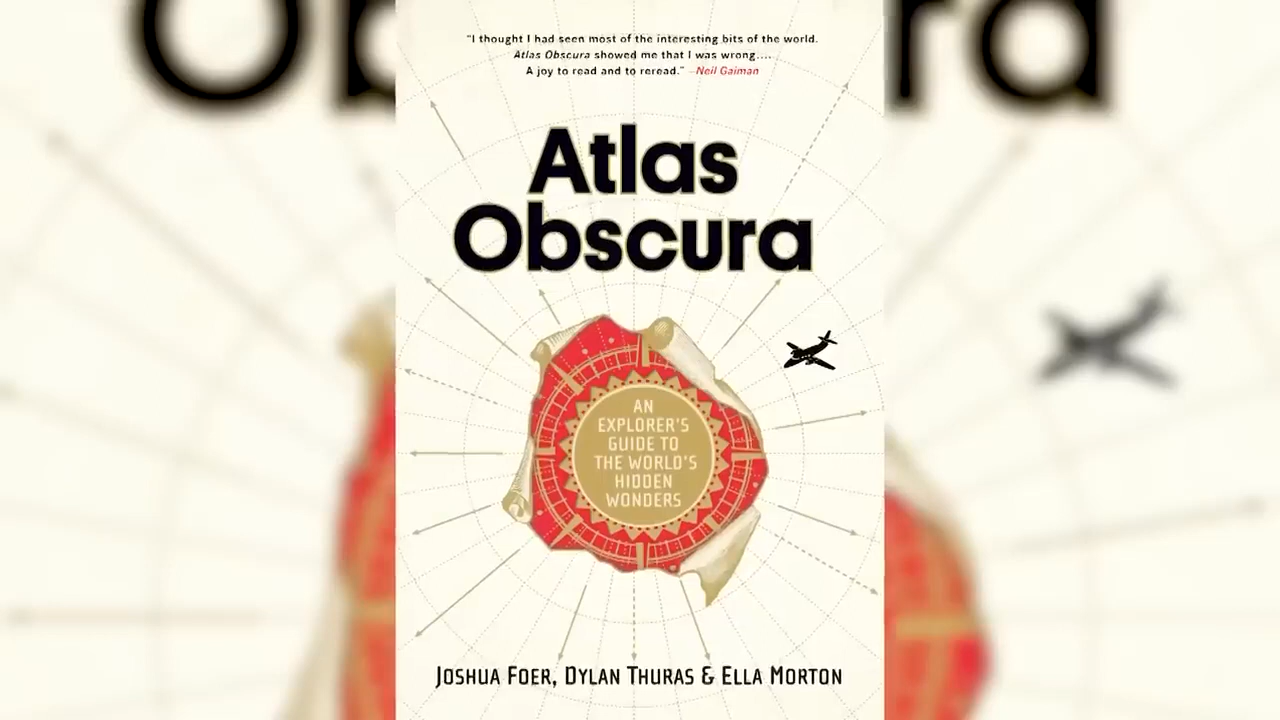 "I thought I had seen most of the interesting bits of the world.
Atlas Obscura showed me that I was wrong....
A joy to read and to reread." —Neil Gaiman
Atlas
Obscura
AN
EXPLORER'S
GUIDE TO
THE WORLD'S
HIDDEN
WONDERS
JOSHUA FOER, DYLAN THURAS & ELLA MORTON